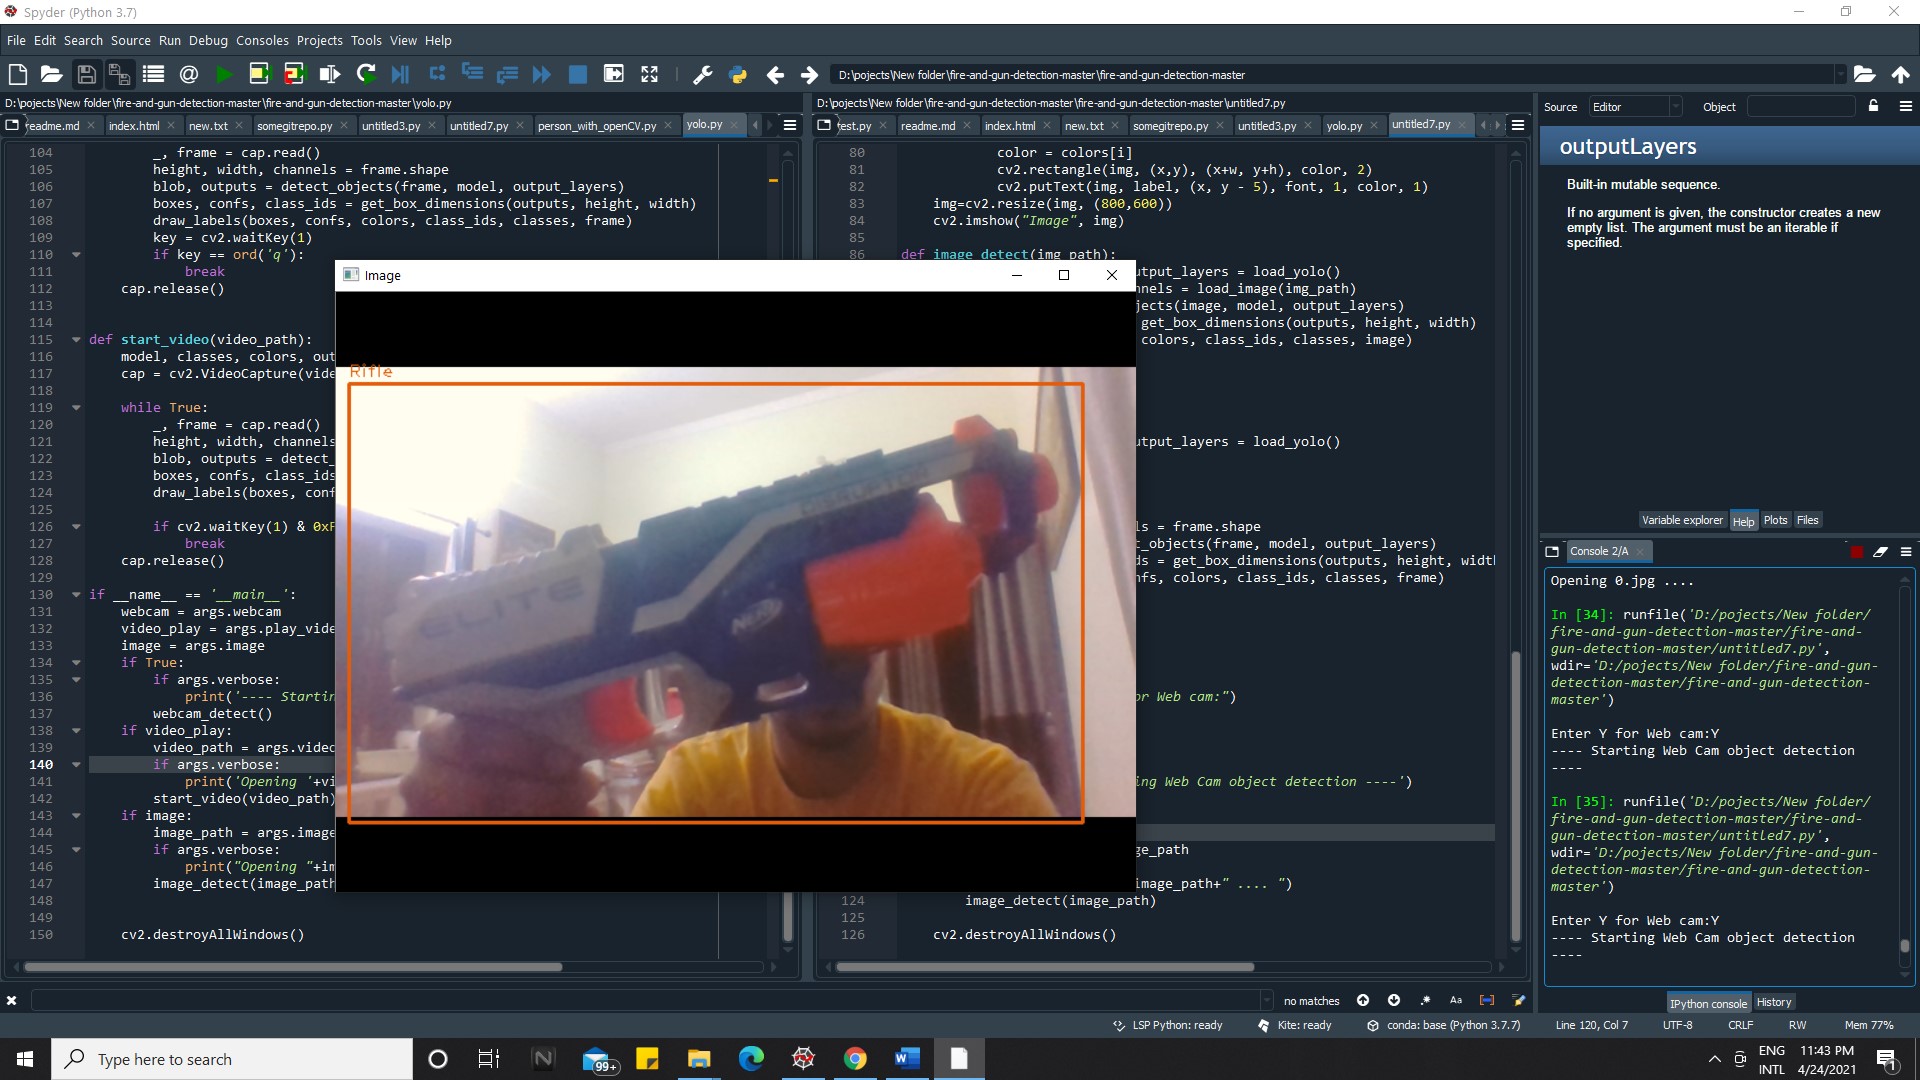 Spyder (Python 3.7)
File Edit Search Source Run Debug Consoles Projects Tools View Help
D:\pojects\New folder\fire-and-gun-detection-master\fire-and-gun-detection-master
D:\pojects\New folder\fire-and-gun-detection-master\fire-and-gun-detection-master\yolo.py
readme.md index.html new.txt somegitrepo.py untitled3.py untitled7.py person_with_openCV.py yolo.py
104 _, frame = cap.read()
105 height, width, channels = frame.shape
106 blob, outputs = detect_objects(frame, model, output_layers)
107 boxes, confs, class_ids = get_box_dimensions(outputs, height, width)
108 draw_labels(boxes, confs, colors, class_ids, classes, frame)
109 key = cv2.waitKey(1)
110 if key == ord('q'):
111 break
112 cap.release()
113
114
115 def start_video(video_path):
116 model, classes, colors, out
117 cap = cv2.VideoCapture(vide
118
119 while True:
120 _, frame = cap.read()
121 height, width, channels
122 blob, outputs = detect_
123 boxes, confs, class_ids
124 draw_labels(boxes, conf
125
126 if cv2.waitKey(1) & 0xF
127 break
128 cap.release()
129
130 if __name__ == '__main__':
131 webcam = args.webcam
132 video_play = args.play_vide
133 image = args.image
134 if True:
135 if args.verbose:
136 print('---- Startin
137 webcam_detect()
138 if video_play:
139 video_path = args.video
140 if args.verbose:
141 print('Opening '+vi
142 start_video(video_path)
143 if image:
144 image_path = args.image
145 if args.verbose:
146 print("Opening "+im
147 image_detect(image_path
148
149
150 cv2.destroyAllWindows()
D:\pojects\New folder\fire-and-gun-detection-master\fire-and-gun-detection-master\untitled7.py
test.py readme.md index.html new.txt somegitrepo.py untitled3.py yolo.py untitled7.py
80 color = colors[i]
81 cv2.rectangle(img, (x,y), (x+w, y+h), color, 2)
82 cv2.putText(img, label, (x, y - 5), font, 1, color, 1)
83 img=cv2.resize(img, (800,600))
84 cv2.imshow("Image", img)
85
86 def image_detect(img_path):
utput_layers = load_yolo()
nnels = load_image(img_path)
jects(image, model, output_layers)
get_box_dimensions(outputs, height, width)
colors, class_ids, classes, image)
utput_layers = load_yolo()
ls = frame.shape
t_objects(frame, model, output_layers)
ds = get_box_dimensions(outputs, height, widt
nfs, colors, class_ids, classes, frame)
or Web cam:")
ing Web Cam object detection ----')
ge_path
image_path+" .... ")
124 image_detect(image_path)
125
126 cv2.destroyAllWindows()
Image
Rifle
DISRUPTOR
ELITE
NERF
Source Editor Object
outputLayers
Built-in mutable sequence.
If no argument is given, the constructor creates a new
empty list. The argument must be an iterable if
specified.
Variable explorer Help Plots Files
Console 2/A
Opening 0.jpg ....
In [34]: runfile('D:/pojects/New folder/
fire-and-gun-detection-master/fire-and-
gun-detection-master/untitled7.py',
wdir='D:/pojects/New folder/fire-and-gun-
detection-master/fire-and-gun-detection-
master')
Enter Y for Web cam:Y
---- Starting Web Cam object detection
----
In [35]: runfile('D:/pojects/New folder/
fire-and-gun-detection-master/fire-and-
gun-detection-master/untitled7.py',
wdir='D:/pojects/New folder/fire-and-gun-
detection-master/fire-and-gun-detection-
master')
Enter Y for Web cam:Y
---- Starting Web Cam object detection
----
IPython console History
no matches Aa
LSP Python: ready Kite: ready conda: base (Python 3.7.7) Line 120, Col 7 UTF-8 CRLF RW Mem 77%
Type here to search
99+
ENG 11:43 PM
INTL 4/24/2021
1